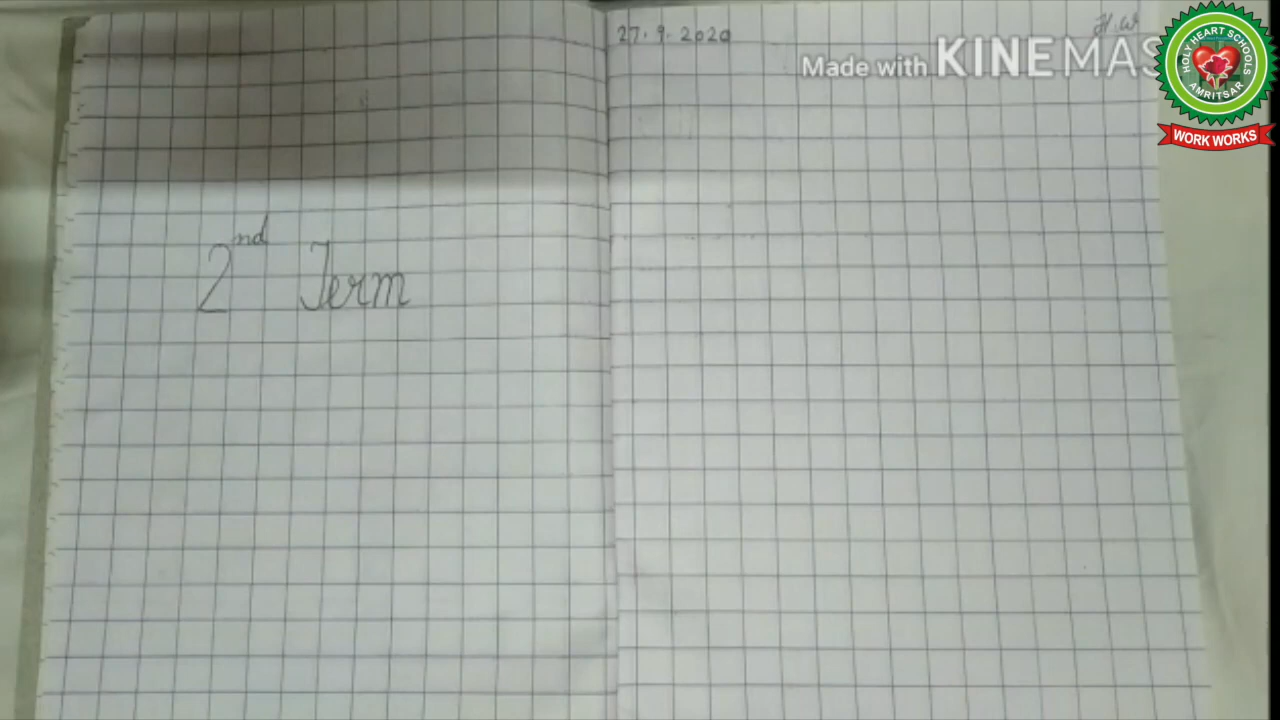 2nd Term
27.9.2020
H.W
Made with KINEMAS
HOLY HEART SCHOOLS
AMRITSAR
WORK WORKS